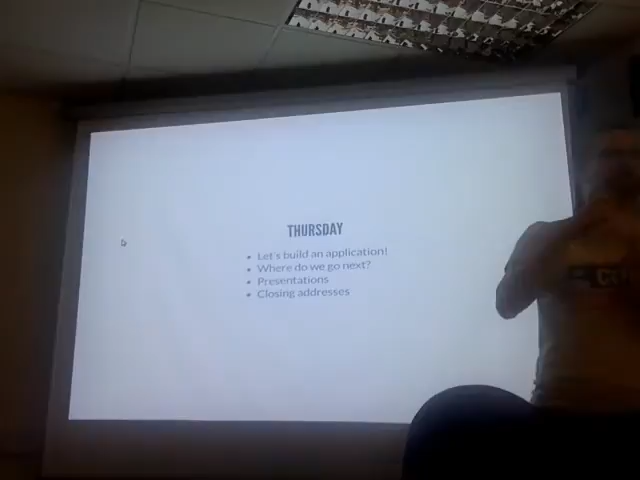 THURSDAY
• Let's build an application!
• Where do we go next?
• Presentations
• Closing addresses